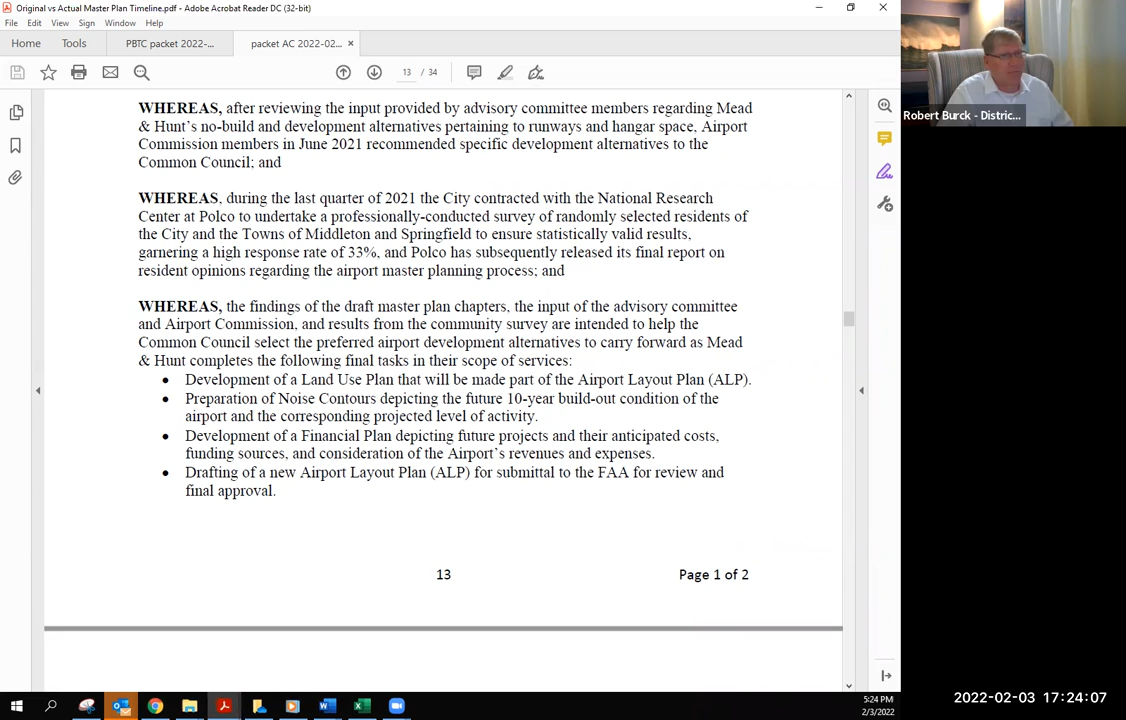 Original vs Actual Master Plan Timeline.pdf - Adobe Acrobat Reader DC (32-bit)
File Edit View Sign Window Help
Home Tools PBTC packet 2022-... packet AC 2022-02... ×
13 / 34
WHEREAS, after reviewing the input provided by advisory committee members regarding Mead
& Hunt's no-build and development alternatives pertaining to runways and hangar space, Airport
Commission members in June 2021 recommended specific development alternatives to the
Common Council; and
WHEREAS, during the last quarter of 2021 the City contracted with the National Research
Center at Polco to undertake a professionally-conducted survey of randomly selected residents of
the City and the Towns of Middleton and Springfield to ensure statistically valid results,
garnering a high response rate of 33%, and Polco has subsequently released its final report on
resident opinions regarding the airport master planning process; and
WHEREAS, the findings of the draft master plan chapters, the input of the advisory committee
and Airport Commission, and results from the community survey are intended to help the
Common Council select the preferred airport development alternatives to carry forward as Mead
& Hunt completes the following final tasks in their scope of services:
• Development of a Land Use Plan that will be made part of the Airport Layout Plan (ALP).
• Preparation of Noise Contours depicting the future 10-year build-out condition of the
airport and the corresponding projected level of activity.
• Development of a Financial Plan depicting future projects and their anticipated costs,
funding sources, and consideration of the Airport's revenues and expenses.
• Drafting of a new Airport Layout Plan (ALP) for submittal to the FAA for review and
final approval.
13 Page 1 of 2
Robert Burck - Distric...
5:24 PM
2/3/2022
2022-02-03 17:24:07